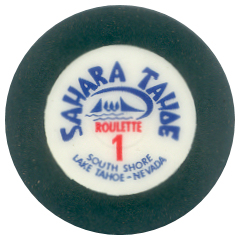 SAHARA TAHOE
ROULETTE
1
SOUTH SHORE
LAKE TAHOE - NEVADA